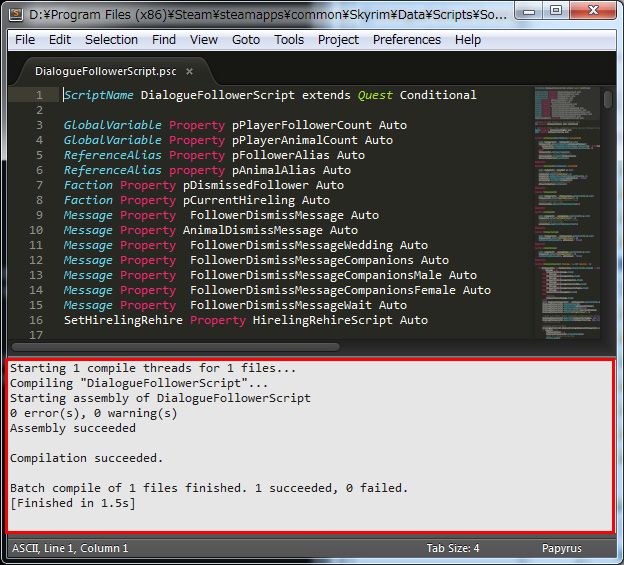 D:¥Program Files (x86)¥Steam¥steamapps¥common¥Skyrim¥Data¥Scripts¥So...
File Edit Selection Find View Goto Tools Project Preferences Help
DialogueFollowerScript.psc ×
1 ScriptName DialogueFollowerScript extends Quest Conditional
2
3 GlobalVariable Property pPlayerFollowerCount Auto
4 GlobalVariable Property pPlayerAnimalCount Auto
5 ReferenceAlias Property pFollowerAlias Auto
6 ReferenceAlias property pAnimalAlias Auto
7 Faction Property pDismissedFollower Auto
8 Faction Property pCurrentHireling Auto
9 Message Property  FollowerDismissMessage Auto
10 Message Property AnimalDismissMessage Auto
11 Message Property  FollowerDismissMessageWedding Auto
12 Message Property  FollowerDismissMessageCompanions Auto
13 Message Property  FollowerDismissMessageCompanionsMale Auto
14 Message Property  FollowerDismissMessageCompanionsFemale Auto
15 Message Property  FollowerDismissMessageWait Auto
16 SetHirelingRehire Property HirelingRehireScript Auto
17
Starting 1 compile threads for 1 files...
Compiling "DialogueFollowerScript"...
Starting assembly of DialogueFollowerScript
0 error(s), 0 warning(s)
Assembly succeeded
Compilation succeeded.
Batch compile of 1 files finished. 1 succeeded, 0 failed.
[Finished in 1.5s]
ASCII, Line 1, Column 1 Tab Size: 4 Papyrus